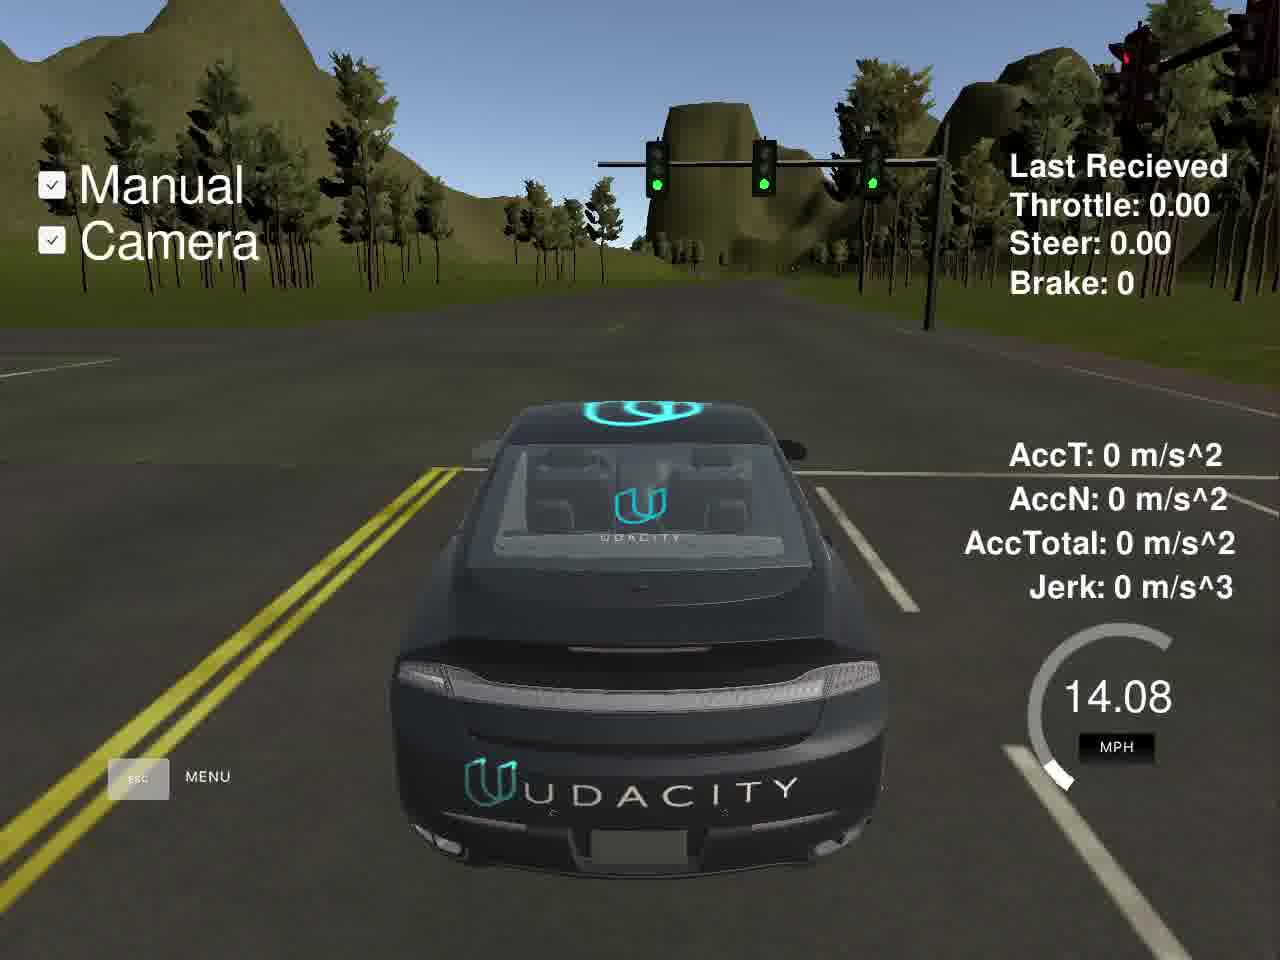 Manual
Camera
Last Recieved
Throttle: 0.00
Steer: 0.00
Brake: 0
AccT: 0 m/s^2
AccN: 0 m/s^2
AccTotal: 0 m/s^2
Jerk: 0 m/s^3
14.08
MPH
UDACITY
ESC MENU
UDACITY